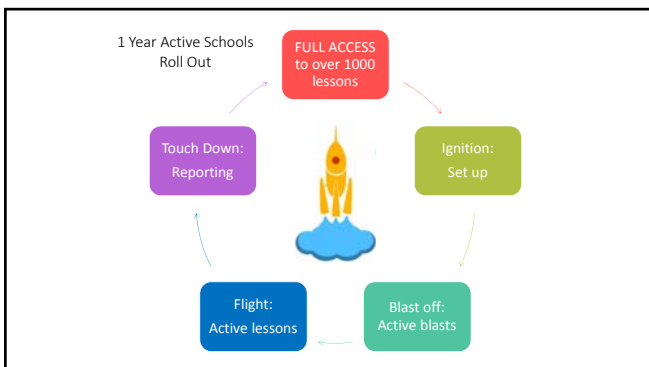 1 Year Active Schools
Roll Out
FULL ACCESS
to over 1000
lessons
Ignition:
Set up
Blast off:
Active blasts
Flight:
Active lessons
Touch Down:
Reporting